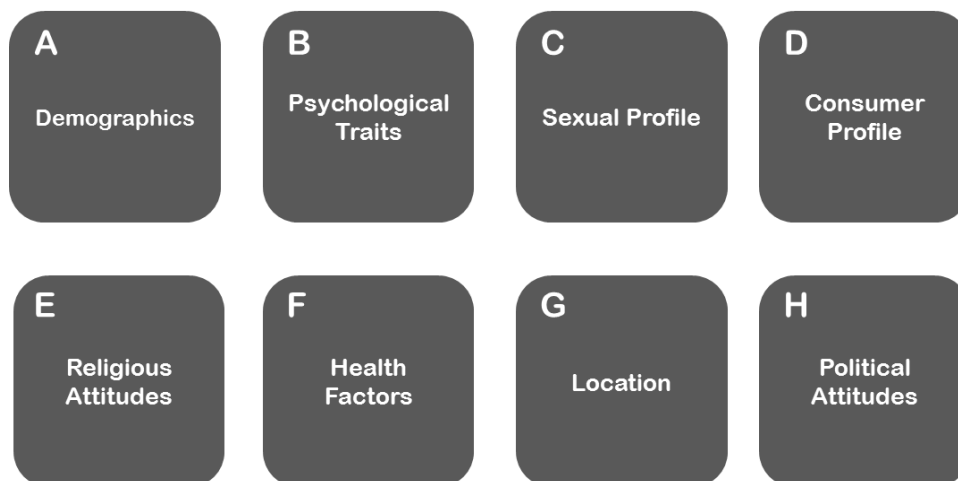 A
Demographics
B
Psychological
Traits
C
Sexual Profile
D
Consumer
Profile
E
Religious
Attitudes
F
Health
Factors
G
Location
H
Political
Attitudes